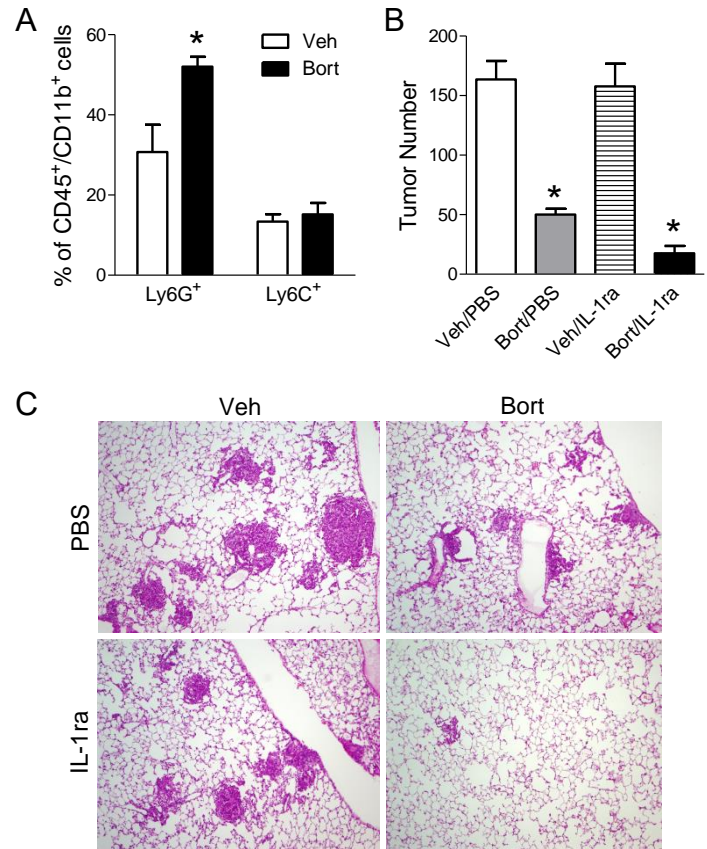 A
% of CD45⁺/CD11b⁺ cells
60
40
20
0
*
Veh
Bort
Ly6G⁺
Ly6C⁺
B
Tumor Number
200
150
100
50
0
*
*
Veh/PBS
Bort/PBS
Veh/IL-1ra
Bort/IL-1ra
C
Veh
Bort
PBS
IL-1ra